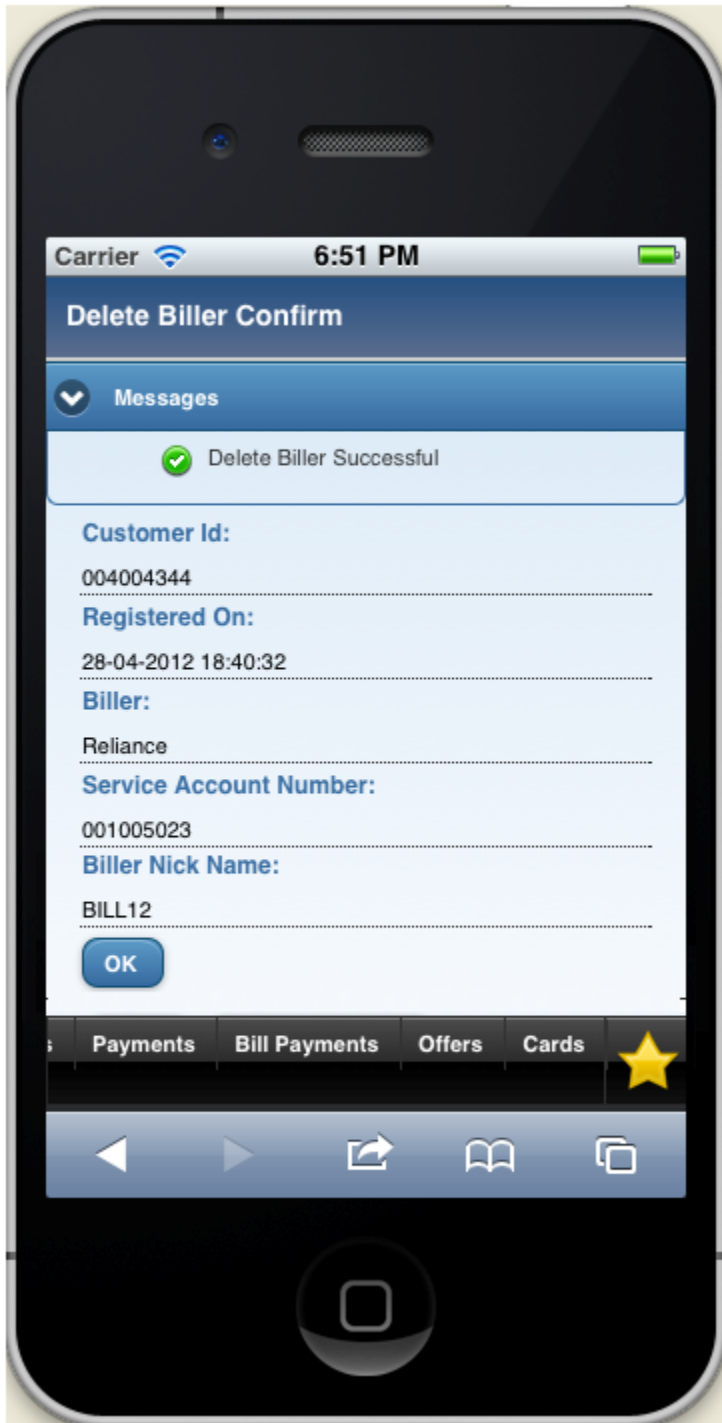 Carrier 6:51 PM
Delete Biller Confirm
Messages
Delete Biller Successful
Customer Id:
004004344
Registered On:
28-04-2012 18:40:32
Biller:
Reliance
Service Account Number:
001005023
Biller Nick Name:
BILL12
OK
Payments Bill Payments Offers Cards